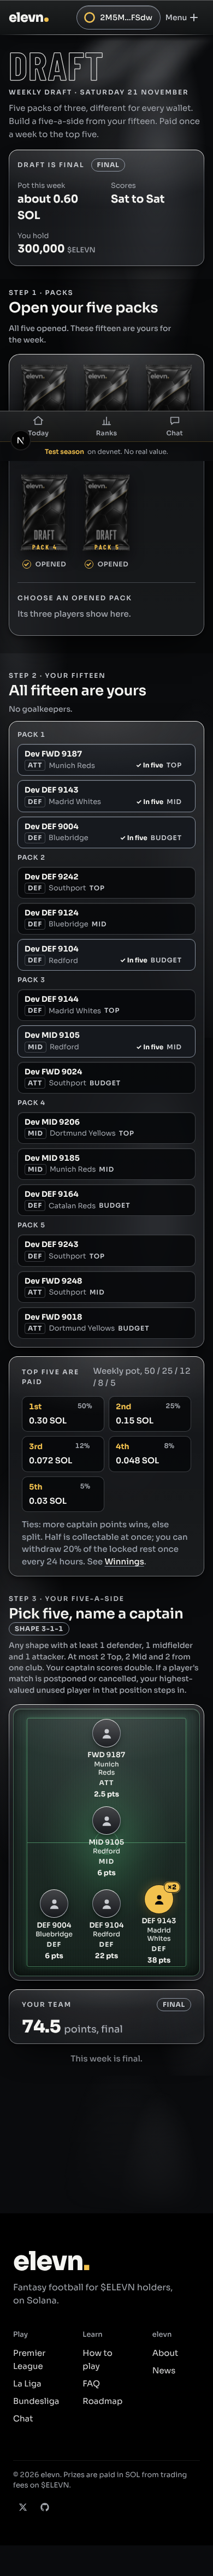 elevn.
2M5M...FSdw
Menu +
DRAFT
WEEKLY DRAFT · SATURDAY 21 NOVEMBER
Five packs of three, different for every wallet.
Build a five-a-side from your fifteen. Paid once
a week to the top five.
DRAFT IS FINAL FINAL
Pot this week Scores
about 0.60 Sat to Sat
SOL
You hold
300,000 $ELEVN
STEP 1 · PACKS
Open your five packs
All five opened. These fifteen are yours for
the week.
elevn. elevn. elevn.
Today Ranks Chat
N
Test season on devnet. No real value.
elevn. elevn.
DRAFT DRAFT
PACK 4 PACK 5
OPENED OPENED
CHOOSE AN OPENED PACK
Its three players show here.
STEP 2 · YOUR FIFTEEN
All fifteen are yours
No goalkeepers.
PACK 1
Dev FWD 9187
ATT Munich Reds ✓ In five TOP
Dev DEF 9143
DEF Madrid Whites ✓ In five MID
Dev DEF 9004
DEF Bluebridge ✓ In five BUDGET
PACK 2
Dev DEF 9242
DEF Southport TOP
Dev DEF 9124
DEF Bluebridge MID
Dev DEF 9104
DEF Redford ✓ In five BUDGET
PACK 3
Dev DEF 9144
DEF Madrid Whites TOP
Dev MID 9105
MID Redford ✓ In five MID
Dev FWD 9024
ATT Southport BUDGET
PACK 4
Dev MID 9206
MID Dortmund Yellows TOP
Dev MID 9185
MID Munich Reds MID
Dev DEF 9164
DEF Catalan Reds BUDGET
PACK 5
Dev DEF 9243
DEF Southport TOP
Dev FWD 9248
ATT Southport MID
Dev FWD 9018
ATT Dortmund Yellows BUDGET
TOP FIVE ARE PAID
Weekly pot, 50 / 25 / 12 / 8 / 5
1st 50%
0.30 SOL
2nd 25%
0.15 SOL
3rd 12%
0.072 SOL
4th 8%
0.048 SOL
5th 5%
0.03 SOL
Ties: more captain points wins, else
split. Half is collectable at once; you can
withdraw 20% of the locked rest once
every 24 hours. See Winnings.
STEP 3 · YOUR FIVE-A-SIDE
Pick five, name a captain
SHAPE 3-1-1
Any shape with at least 1 defender, 1 midfielder
and 1 attacker. At most 2 Top, 2 Mid and 2 from
one club. Your captain scores double. If a player's
match is postponed or cancelled, your highest-
valued unused player in that position steps in.
FWD 9187
Munich
Reds
ATT
2.5 pts
MID 9105
Redford
MID
6 pts
DEF 9004
Bluebridge
DEF
6 pts
DEF 9104
Redford
DEF
22 pts
×2
DEF 9143
Madrid
Whites
DEF
38 pts
YOUR TEAM FINAL
74.5 points, final
This week is final.
elevn.
Fantasy football for $ELEVN holders,
on Solana.
Play Learn elevn
Premier League
La Liga
Bundesliga
Chat
How to play
FAQ
Roadmap
About
News
© 2026 elevn. Prizes are paid in SOL from trading
fees on $ELEVN.